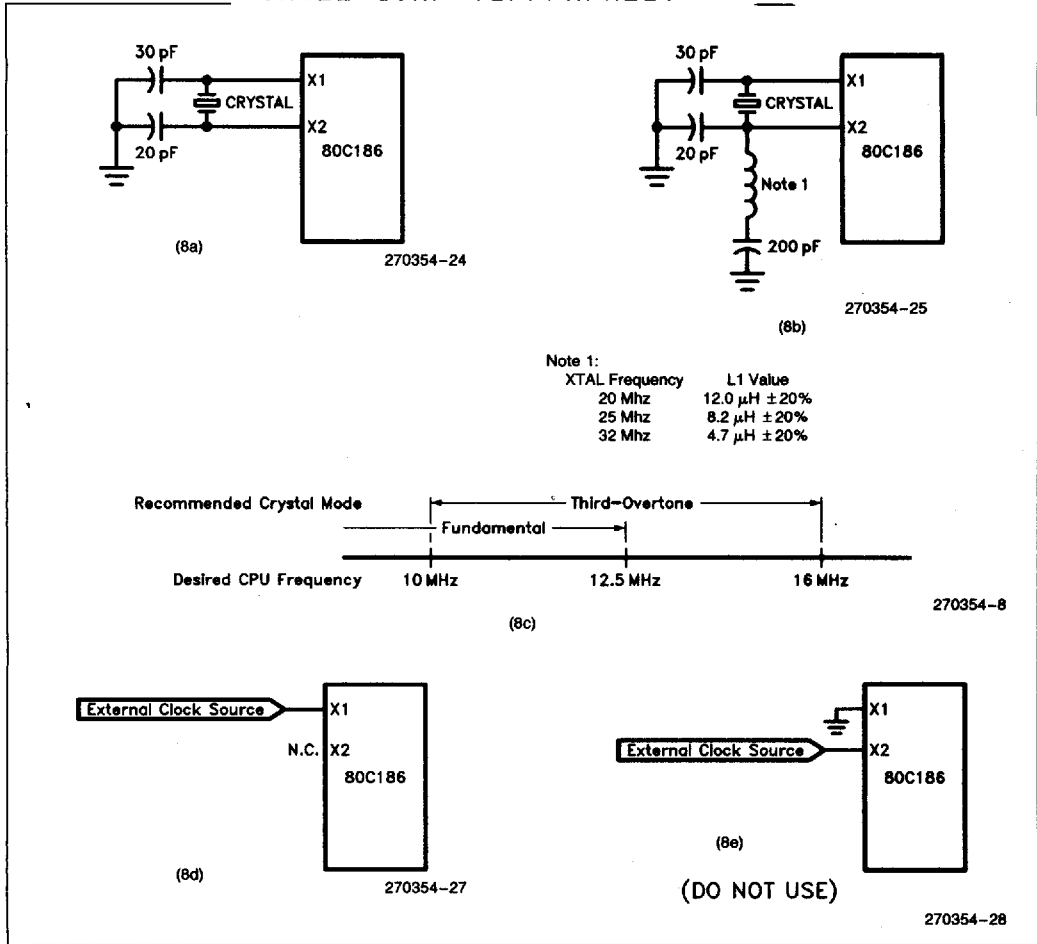 30 pF
X1
CRYSTAL
X2
20 pF
80C186
(8a)
270354-24
30 pF
X1
CRYSTAL
X2
20 pF
80C186
Note 1
200 pF
270354-25
(8b)
Note 1:
XTAL Frequency L1 Value
20 Mhz 12.0 μH ±20%
25 Mhz 8.2 μH ±20%
32 Mhz 4.7 μH ±20%
Recommended Crystal Mode Third-Overtone
Fundamental
Desired CPU Frequency 10 MHz 12.5 MHz 16 MHz
270354-8
(8c)
External Clock Source X1
N.C. X2
80C186
(8d)
270354-27
X1
External Clock Source X2
80C186
(8e)
(DO NOT USE)
270354-28